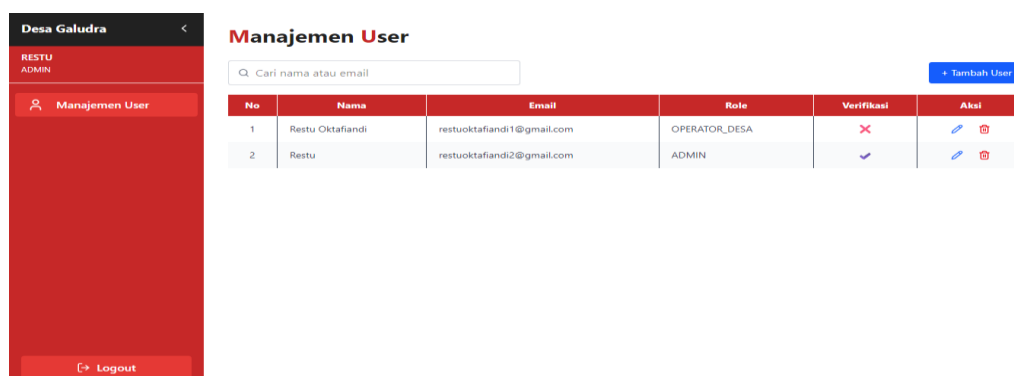 Desa Galudra
RESTU
ADMIN
Manajemen User
Logout
Manajemen User
Cari nama atau email
+ Tambah User
No Nama Email Role Verifikasi Aksi
1 Restu Oktafiandi restuoktafiandi1@gmail.com OPERATOR_DESA
2 Restu restuoktafiandi2@gmail.com ADMIN